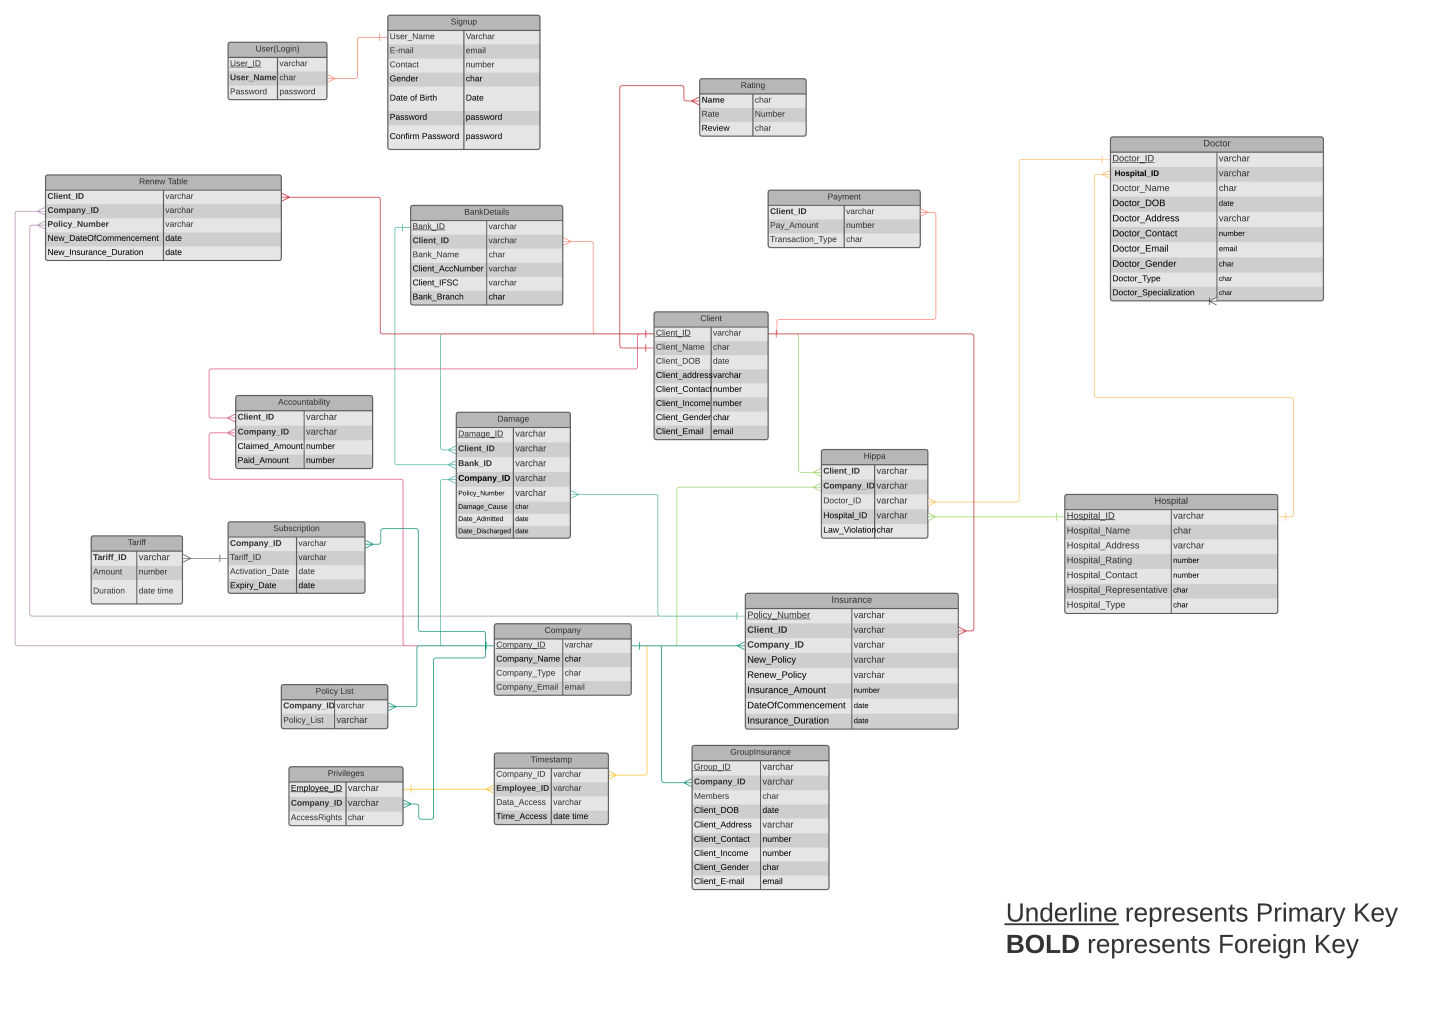 Signup
User_Name Varchar
E-mail email
Contact number
Gender char
Date of Birth Date
Password password
Confirm Password password
User(Login)
User_ID varchar
User_Name char
Password password
Rating
Name char
Rate Number
Review char
Doctor
Doctor_ID varchar
Hospital_ID varchar
Doctor_Name char
Doctor_DOB date
Doctor_Address varchar
Doctor_Contact number
Doctor_Email email
Doctor_Gender char
Doctor_Type char
Doctor_Specialization char
Renew Table
Client_ID varchar
Company_ID varchar
Policy_Number varchar
New_DateOfCommencement date
New_Insurance_Duration date
BankDetails
Bank_ID varchar
Client_ID varchar
Bank_Name char
Client_AccNumber varchar
Client_IFSC varchar
Bank_Branch char
Payment
Client_ID varchar
Pay_Amount number
Transaction_Type char
Client
Client_ID varchar
Client_Name char
Client_DOB date
Client_address varchar
Client_Contact number
Client_Income number
Client_Gender char
Client_Email email
Accountability
Client_ID varchar
Company_ID varchar
Claimed_Amount number
Paid_Amount number
Damage
Damage_ID varchar
Client_ID varchar
Bank_ID varchar
Company_ID varchar
Policy_Number varchar
Damage_Cause char
Date_Admitted date
Date_Discharged date
Hippa
Client_ID varchar
Company_ID varchar
Doctor_ID varchar
Hospital_ID varchar
Law_Violation char
Hospital
Hospital_ID varchar
Hospital_Name char
Hospital_Address varchar
Hospital_Rating number
Hospital_Contact number
Hospital_Representative char
Hospital_Type char
Tariff
Tariff_ID varchar
Amount number
Duration date time
Subscription
Company_ID varchar
Tariff_ID varchar
Activation_Date date
Expiry_Date date
Insurance
Policy_Number varchar
Client_ID varchar
Company_ID varchar
New_Policy varchar
Renew_Policy varchar
Insurance_Amount number
DateOfCommencement date
Insurance_Duration date
Company
Company_ID varchar
Company_Name char
Company_Type char
Company_Email email
Policy List
Company_ID varchar
Policy_List varchar
Privileges
Employee_ID varchar
Company_ID varchar
AccessRights char
Timestamp
Company_ID varchar
Employee_ID varchar
Data_Access varchar
Time_Access date time
GroupInsurance
Group_ID varchar
Company_ID varchar
Members char
Client_DOB date
Client_Address varchar
Client_Contact number
Client_Income number
Client_Gender char
Client_E-mail email
Underline represents Primary Key
BOLD represents Foreign Key